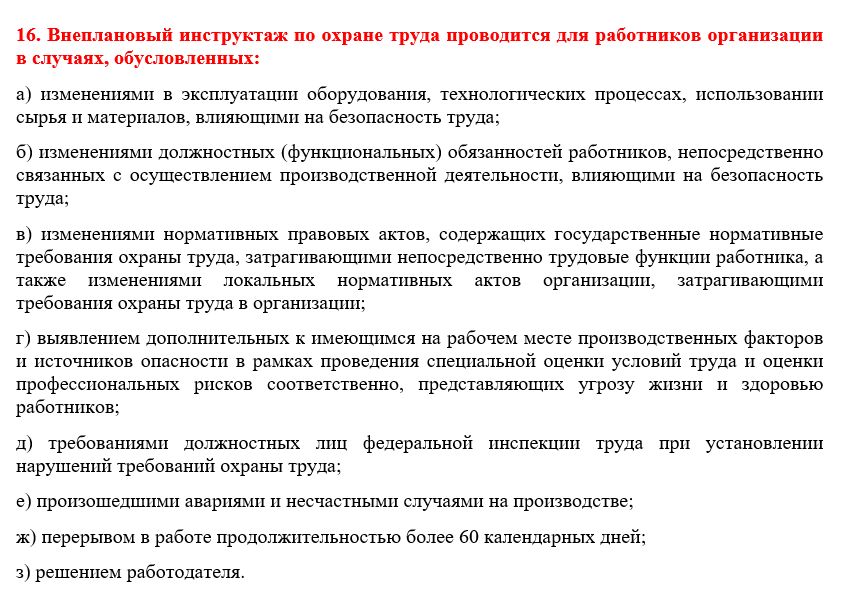 16. Внеплановый инструктаж по охране труда проводится для работников организации
в случаях, обусловленных:
а) изменениями в эксплуатации оборудования, технологических процессах, использовании
сырья и материалов, влияющими на безопасность труда;
б) изменениями должностных (функциональных) обязанностей работников, непосредственно
связанных с осуществлением производственной деятельности, влияющими на безопасность
труда;
в) изменениями нормативных правовых актов, содержащих государственные нормативные
требования охраны труда, затрагивающими непосредственно трудовые функции работника, а
также изменениями локальных нормативных актов организации, затрагивающими
требования охраны труда в организации;
г) выявлением дополнительных к имеющимся на рабочем месте производственных факторов
и источников опасности в рамках проведения специальной оценки условий труда и оценки
профессиональных рисков соответственно, представляющих угрозу жизни и здоровью
работников;
д) требованиями должностных лиц федеральной инспекции труда при установлении
нарушений требований охраны труда;
е) произошедшими авариями и несчастными случаями на производстве;
ж) перерывом в работе продолжительностью более 60 календарных дней;
з) решением работодателя.